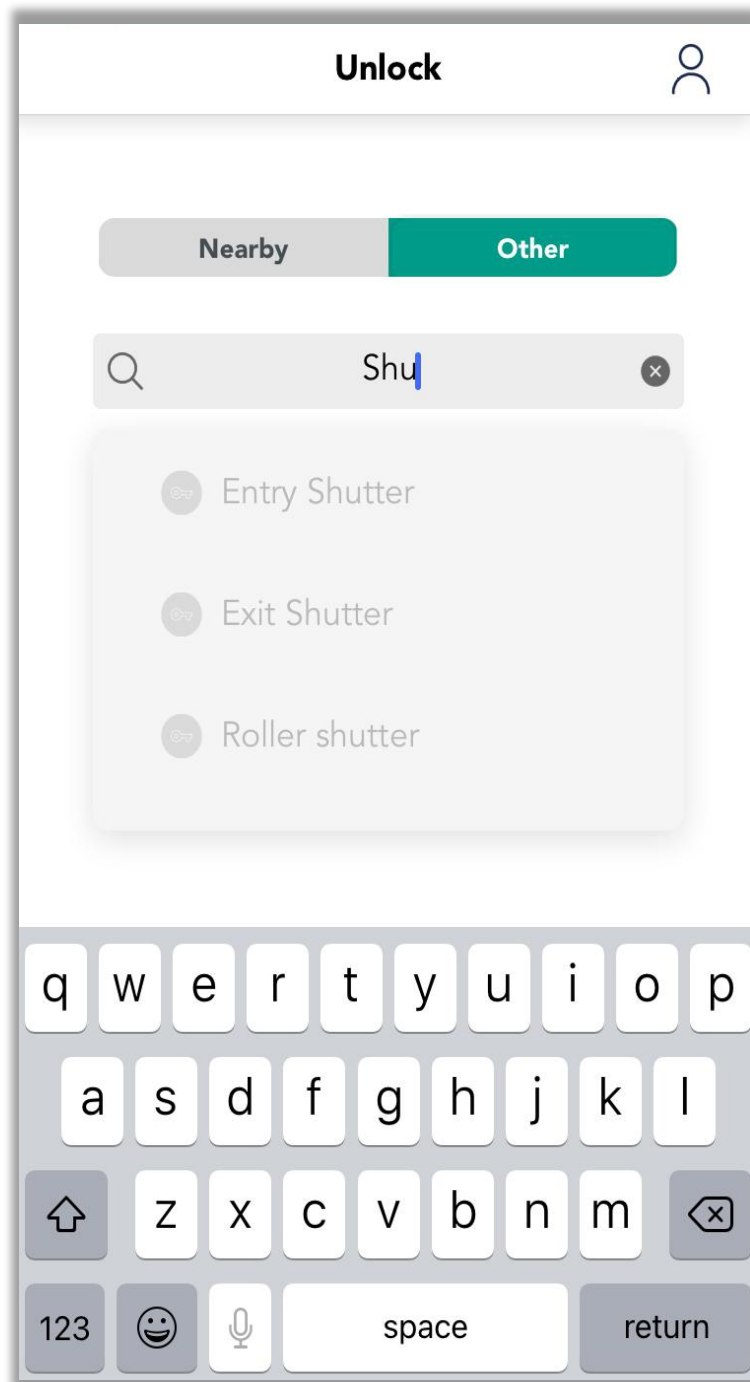 Unlock
Nearby Other
Shu
Entry Shutter
Exit Shutter
Roller shutter
q w e r t y u i o p
a s d f g h j k l
z x c v b n m
123 space return